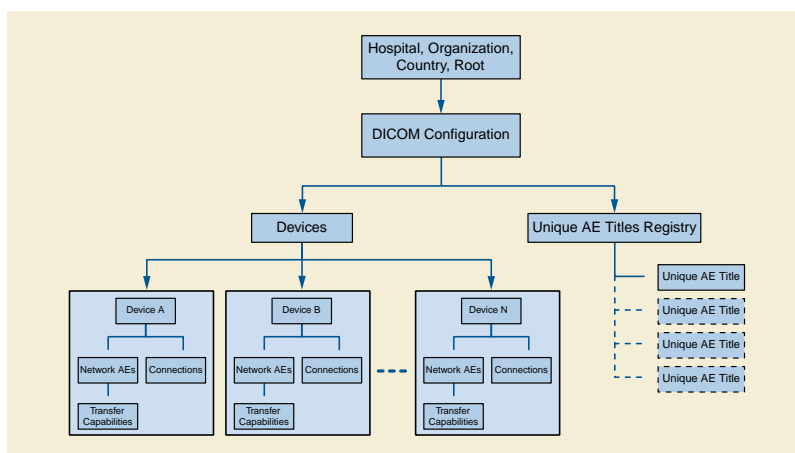 Hospital, Organization,
Country, Root
DICOM Configuration
Devices
Unique AE Titles Registry
Device A
Network AEs
Connections
Transfer
Capabilities
Device B
Network AEs
Connections
Transfer
Capabilities
Device N
Network AEs
Connections
Transfer
Capabilities
Unique AE Title
Unique AE Title
Unique AE Title
Unique AE Title